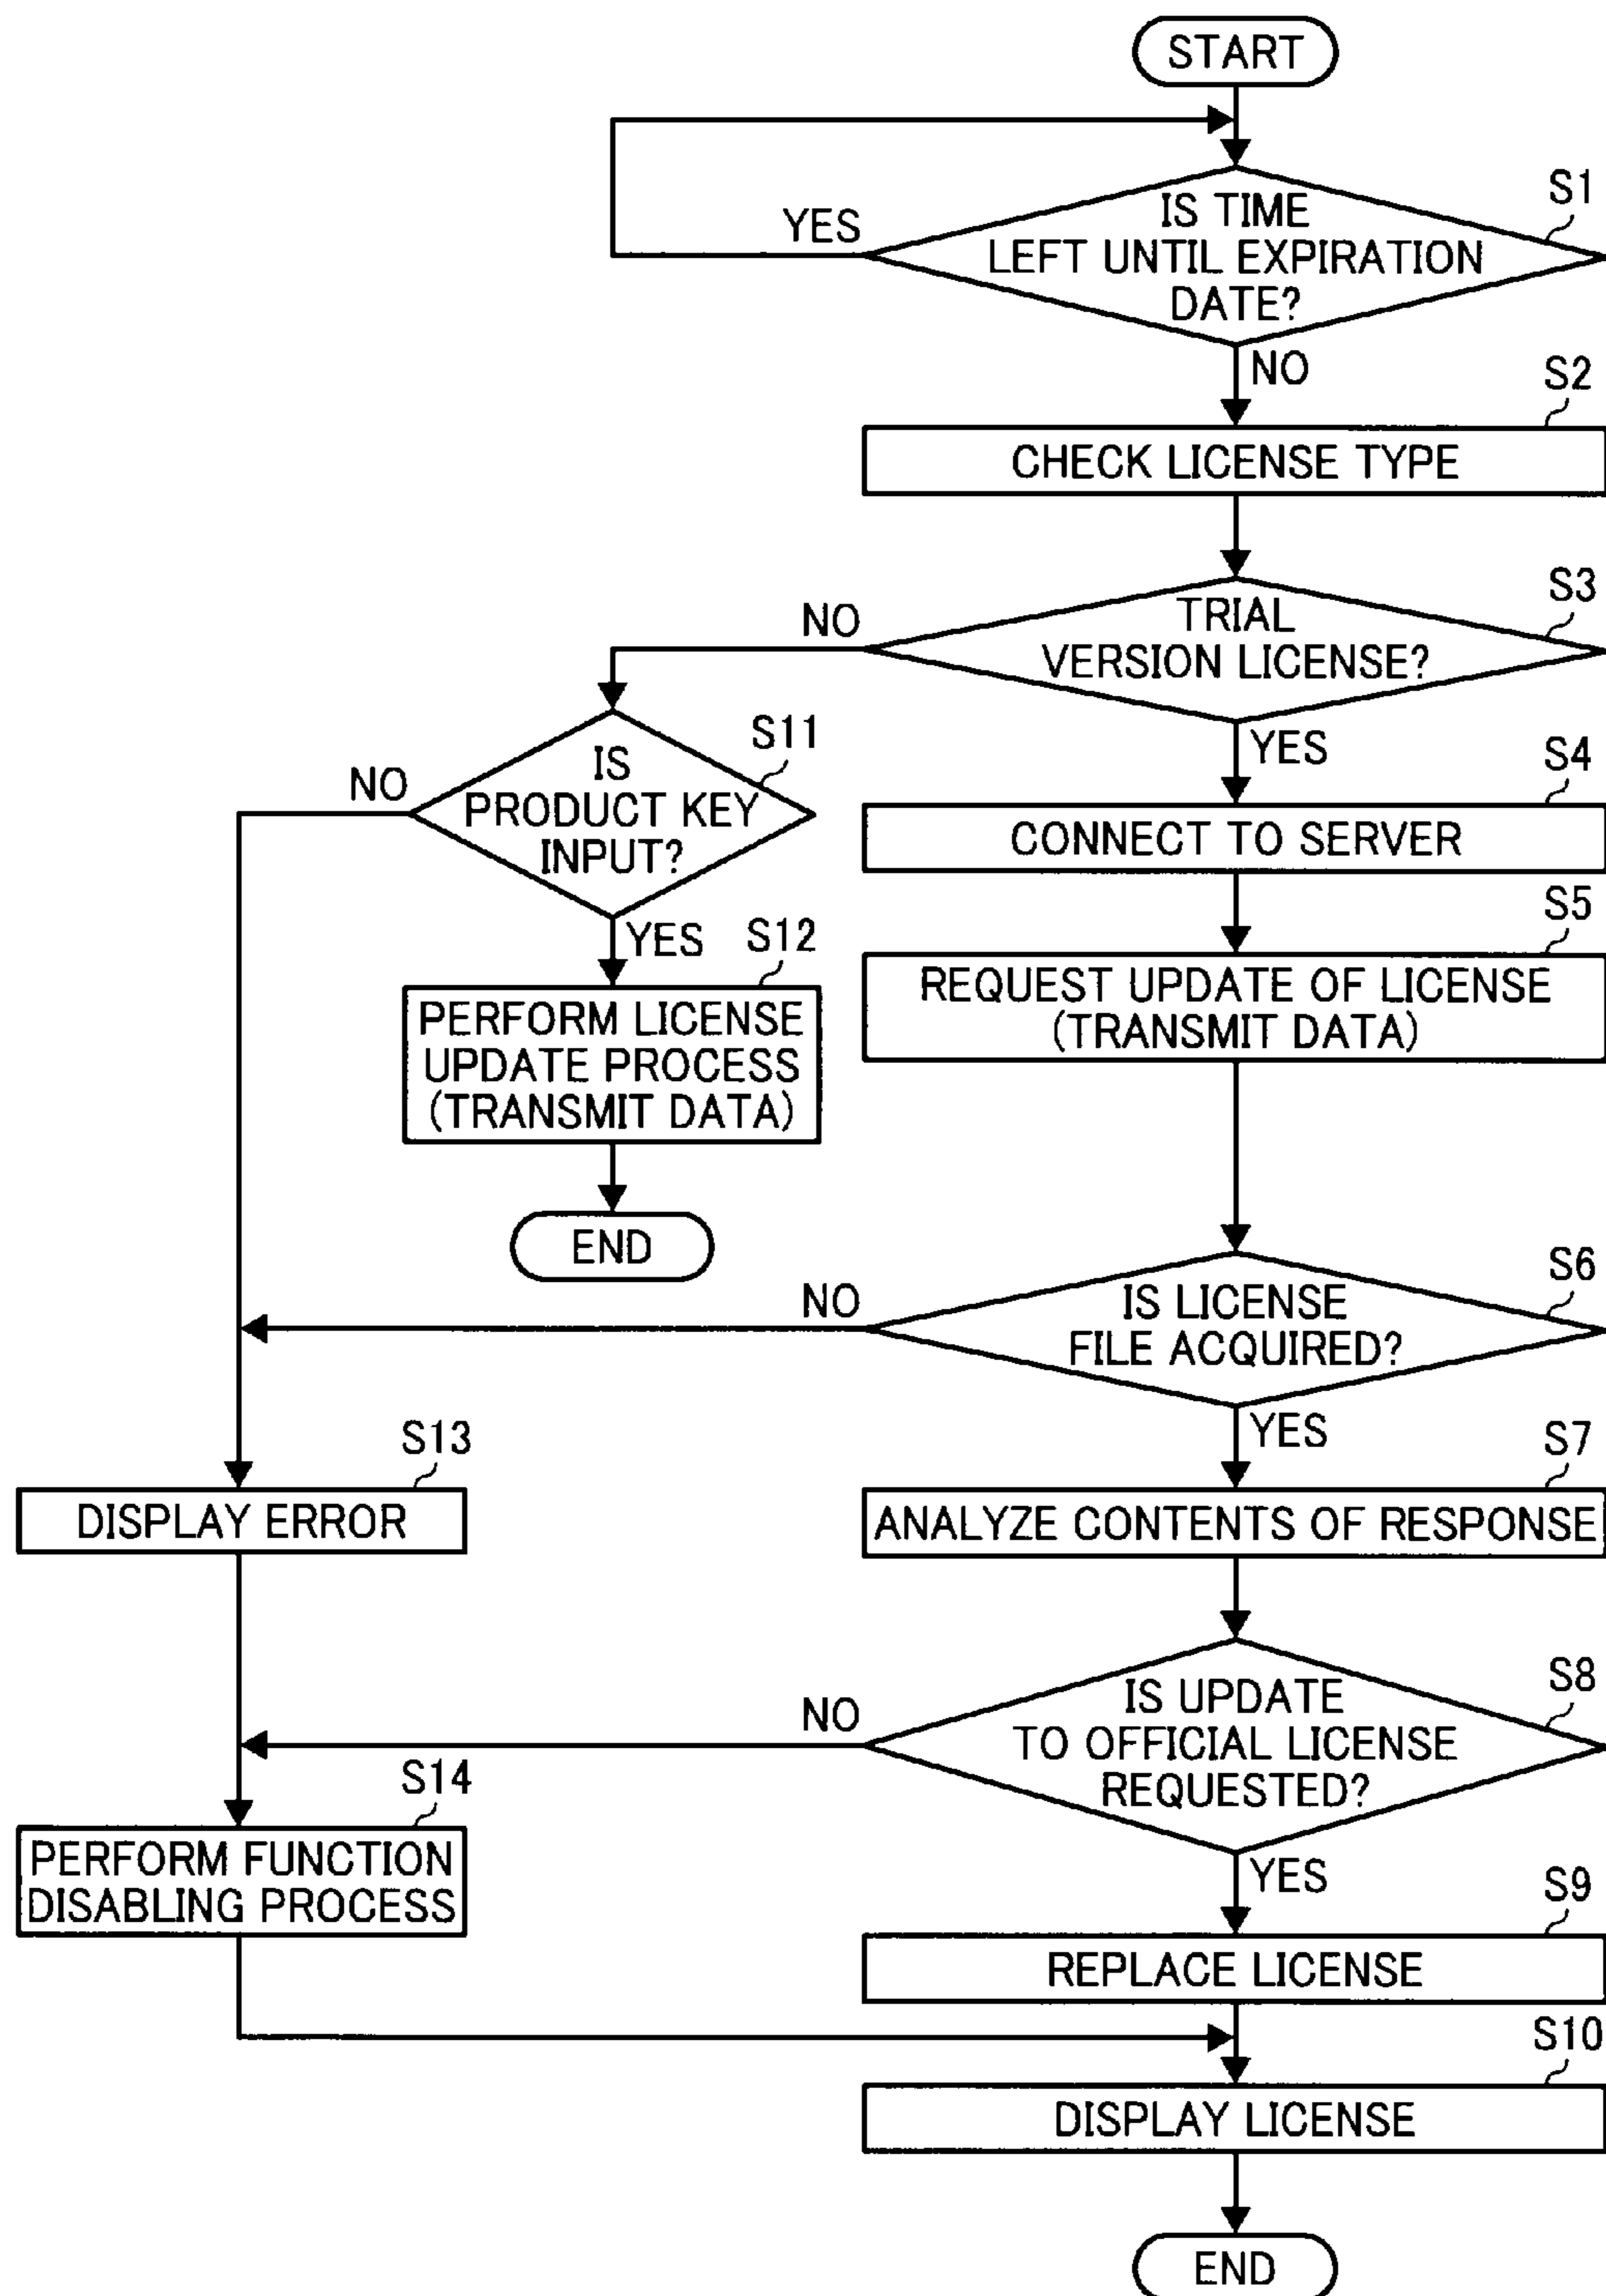 START
S1
IS TIME
LEFT UNTIL EXPIRATION
DATE?
YES
NO
S2
CHECK LICENSE TYPE
S3
TRIAL
VERSION LICENSE?
NO
YES
S11
IS
PRODUCT KEY
INPUT?
NO
YES
S12
PERFORM LICENSE
UPDATE PROCESS
(TRANSMIT DATA)
END
S4
CONNECT TO SERVER
S5
REQUEST UPDATE OF LICENSE
(TRANSMIT DATA)
S6
IS LICENSE
FILE ACQUIRED?
NO
YES
S13
DISPLAY ERROR
S7
ANALYZE CONTENTS OF RESPONSE
S8
IS UPDATE
TO OFFICIAL LICENSE
REQUESTED?
NO
YES
S14
PERFORM FUNCTION
DISABLING PROCESS
S9
REPLACE LICENSE
S10
DISPLAY LICENSE
END